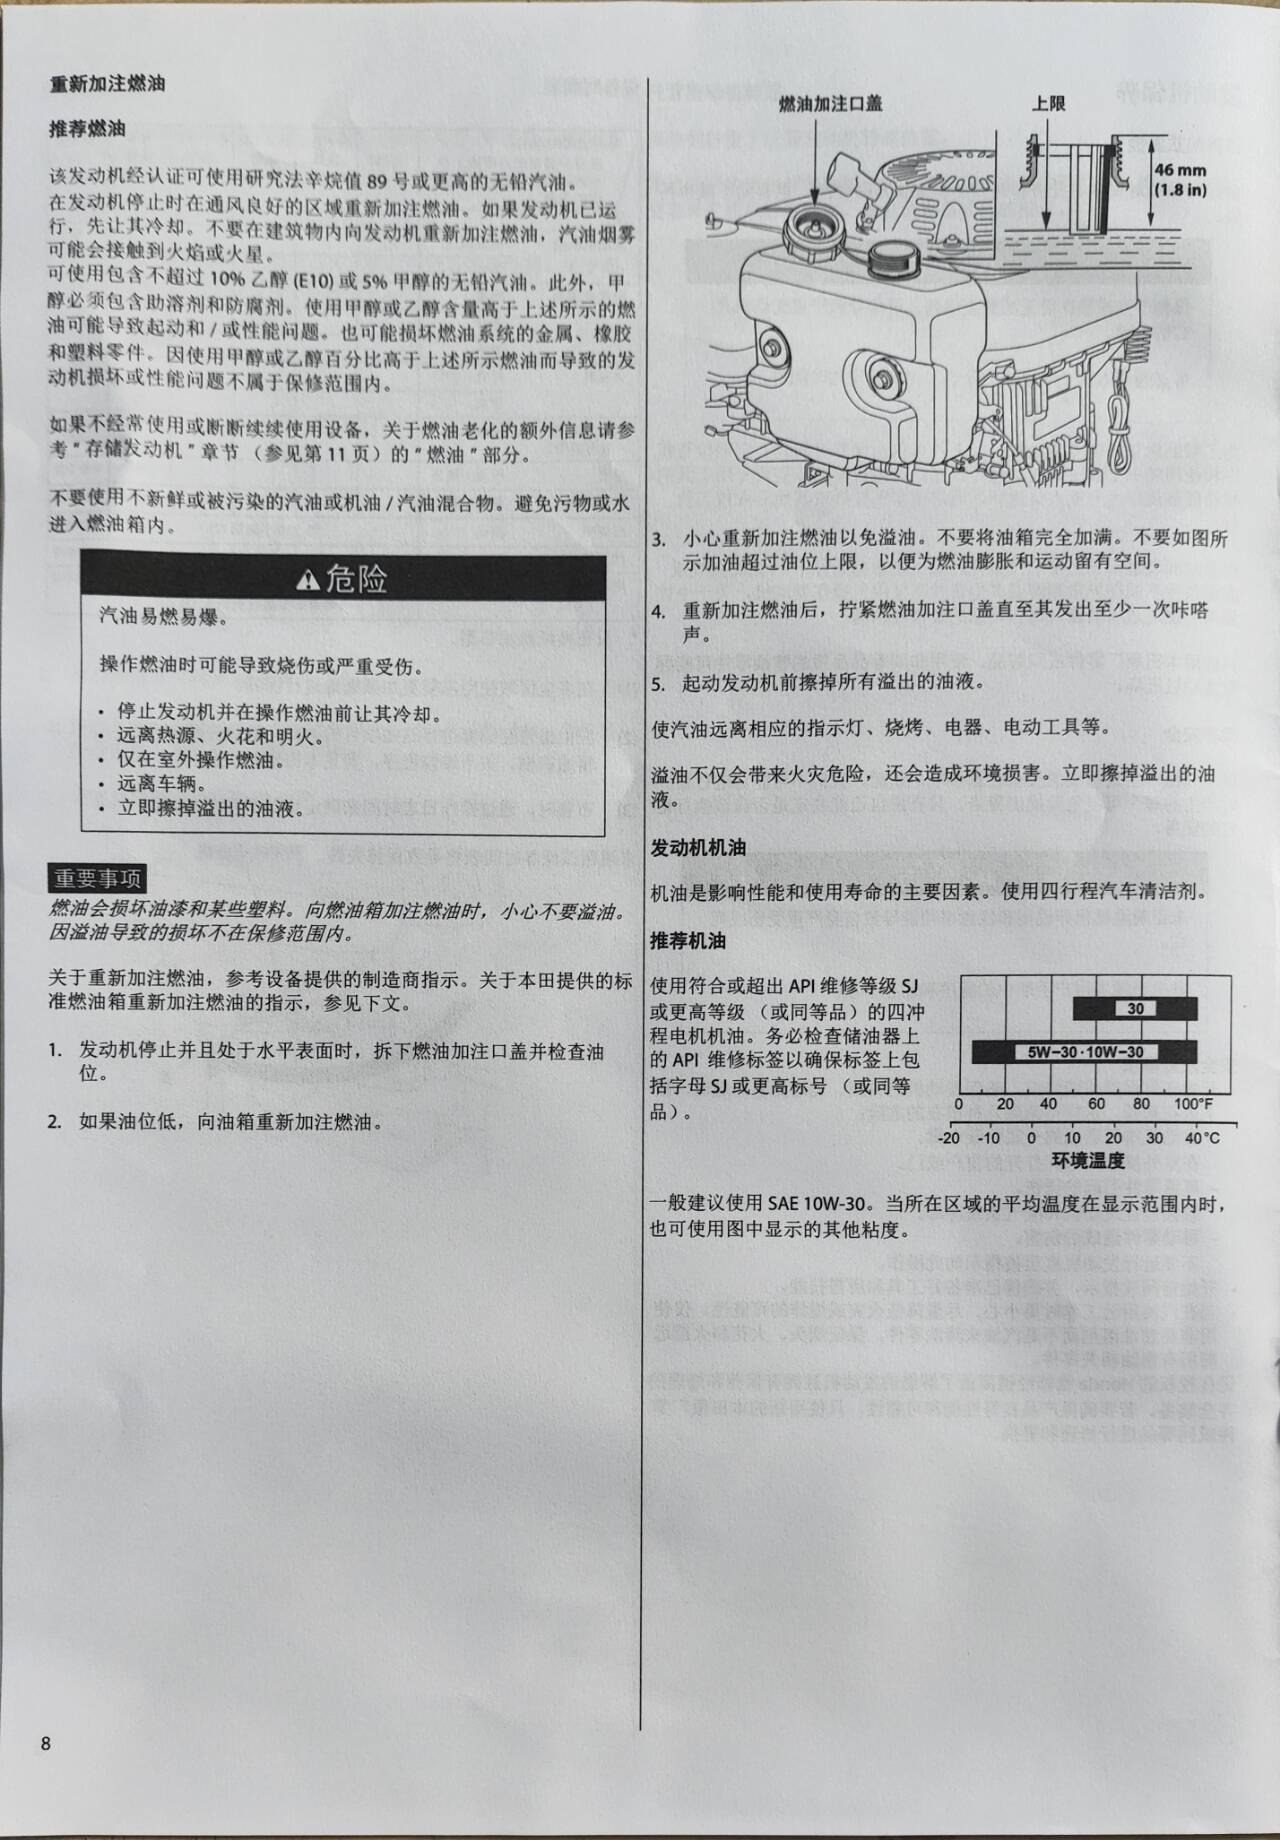 重新加注燃油
推荐燃油
该发动机经认证可使用研究法辛烷值 89 号或更高的无铅汽油。
在发动机停止时在通风良好的区域重新加注燃油。如果发动机已运
行，先让其冷却。不要在建筑物内向发动机重新加注燃油，汽油烟雾
可能会接触到火焰或火星。
可使用包含不超过 10% 乙醇 (E10) 或 5% 甲醇的无铅汽油。此外，甲
醇必须包含助溶剂和防腐剂。使用甲醇或乙醇含量高于上述所示的燃
油可能导致起动和 / 或性能问题。也可能损坏燃油系统的金属、橡胶
和塑料零件。因使用甲醇或乙醇百分比高于上述所示燃油而导致的发
动机损坏或性能问题不属于保修范围内。
如果不经常使用或断断续续使用设备，关于燃油老化的额外信息请参
考 " 存储发动机 " 章节 （参见第 11 页）的 " 燃油 " 部分。
不要使用不新鲜或被污染的汽油或机油 / 汽油混合物。避免污物或水
进入燃油箱内。
危险
汽油易燃易爆。
操作燃油时可能导致烧伤或严重受伤。
• 停止发动机并在操作燃油前让其冷却。
• 远离热源、火花和明火。
• 仅在室外操作燃油。
• 远离车辆。
• 立即擦掉溢出的油液。
重要事项
燃油会损坏油漆和某些塑料。向燃油箱加注燃油时，小心不要溢油。
因溢油导致的损坏不在保修范围内。
关于重新加注燃油，参考设备提供的制造商指示。关于本田提供的标
准燃油箱重新加注燃油的指示，参见下文。
1. 发动机停止并且处于水平表面时，拆下燃油加注口盖并检查油
位。
2. 如果油位低，向油箱重新加注燃油。
8
燃油加注口盖
上限
46 mm
(1.8 in)
3. 小心重新加注燃油以免溢油。不要将油箱完全加满。不要如图所
示加油超过油位上限，以便为燃油膨胀和运动留有空间。
4. 重新加注燃油后，拧紧燃油加注口盖直至其发出至少一次咔嗒
声。
5. 起动发动机前擦掉所有溢出的油液。
使汽油远离相应的指示灯、烧烤、电器、电动工具等。
溢油不仅会带来火灾危险，还会造成环境损害。立即擦掉溢出的油
液。
发动机机油
机油是影响性能和使用寿命的主要因素。使用四行程汽车清洁剂。
推荐机油
使用符合或超出 API 维修等级 SJ
或更高等级 （或同等品）的四冲
程电机机油。务必检查储油器上
的 API 维修标签以确保标签上包
括字母 SJ 或更高标号 （或同等
品）。
30
5W-30·10W-30
0 20 40 60 80 100°F
-20 -10 0 10 20 30 40°C
环境温度
一般建议使用 SAE 10W-30。当所在区域的平均温度在显示范围内时，
也可使用图中显示的其他粘度。